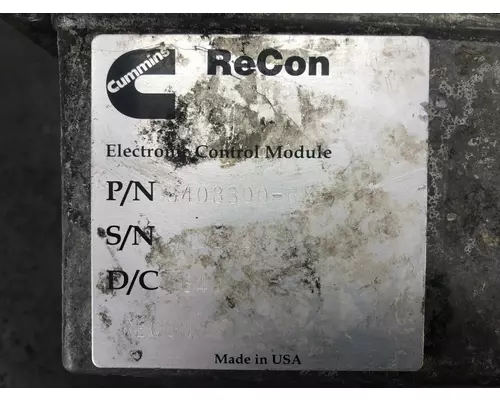 Cummins
ReCon
Electronic Control Module
P/N
S/N
D/C
Made in USA